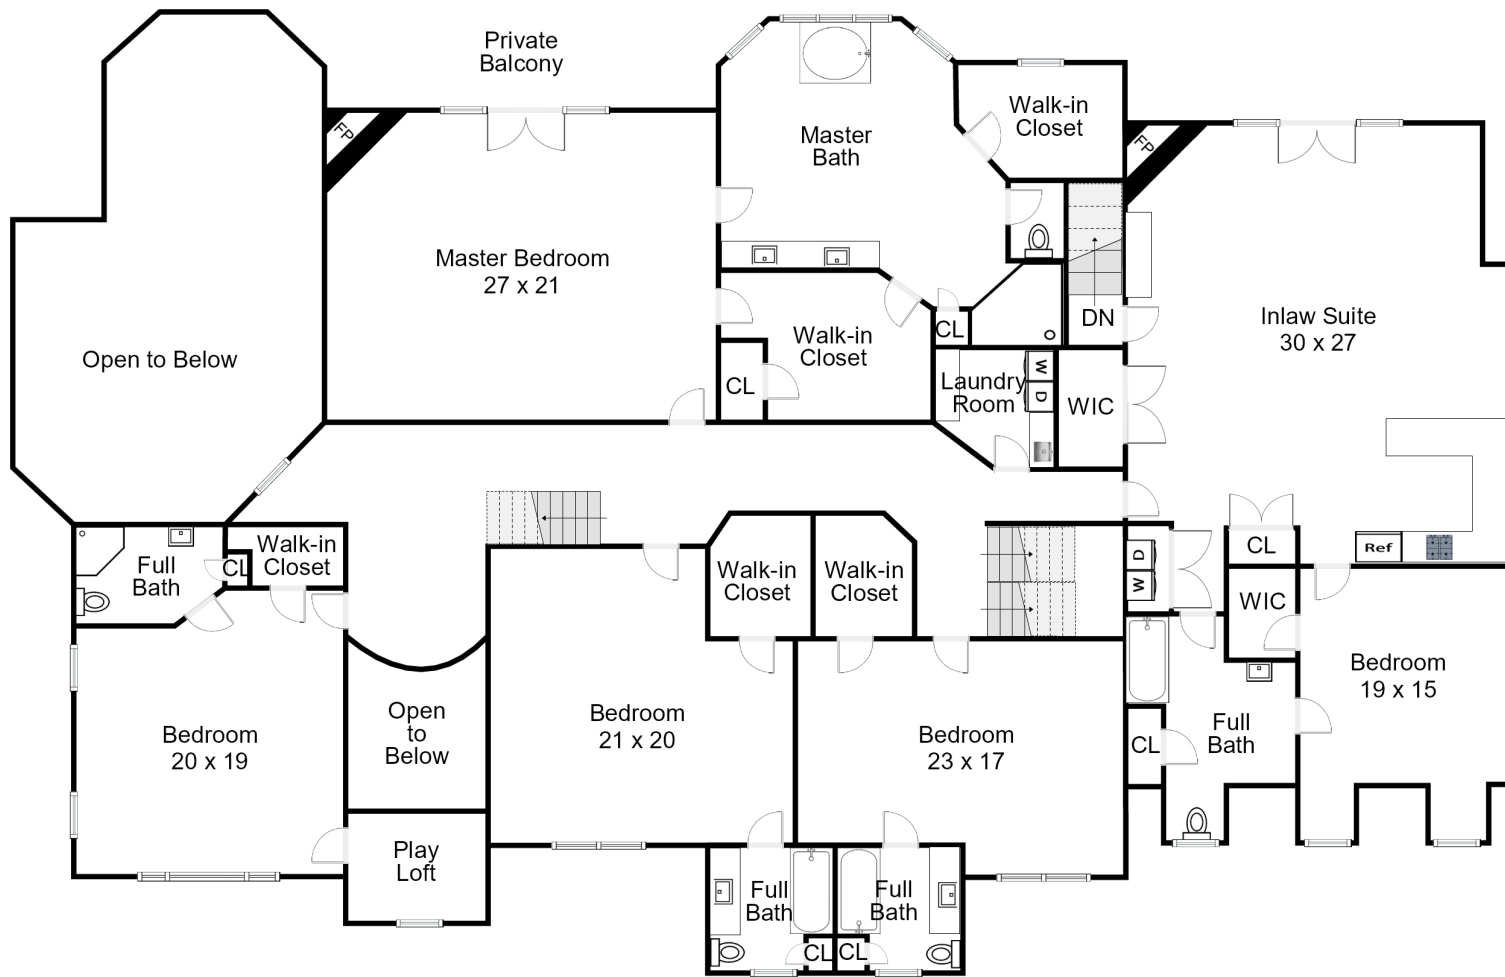 Private
Balcony
FP
Master
Bath
Walk-in
Closet
FP
Master Bedroom
27 x 21
Open to Below
Walk-in
Closet
CL
CL
DN
Inlaw Suite
30 x 27
Laundry
Room
W
D
WIC
Full
Bath
CL
Walk-in
Closet
Walk-in
Closet
Walk-in
Closet
D
W
CL
Ref
WIC
Bedroom
19 x 15
Bedroom
20 x 19
Open
to
Below
Bedroom
21 x 20
Bedroom
23 x 17
CL
Full
Bath
Play
Loft
Full
Bath
CL
Full
Bath
CL